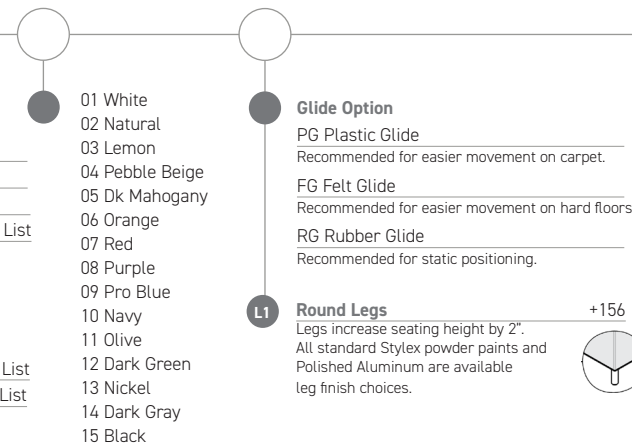 List
List
List
01 White
02 Natural
03 Lemon
04 Pebble Beige
05 Dk Mahogany
06 Orange
07 Red
08 Purple
09 Pro Blue
10 Navy
11 Olive
12 Dark Green
13 Nickel
14 Dark Gray
15 Black
Glide Option
PG Plastic Glide
Recommended for easier movement on carpet.
FG Felt Glide
Recommended for easier movement on hard floors
RG Rubber Glide
Recommended for static positioning.
L1 Round Legs +156
Legs increase seating height by 2".
All standard Stylex powder paints and
Polished Aluminum are available
leg finish choices.